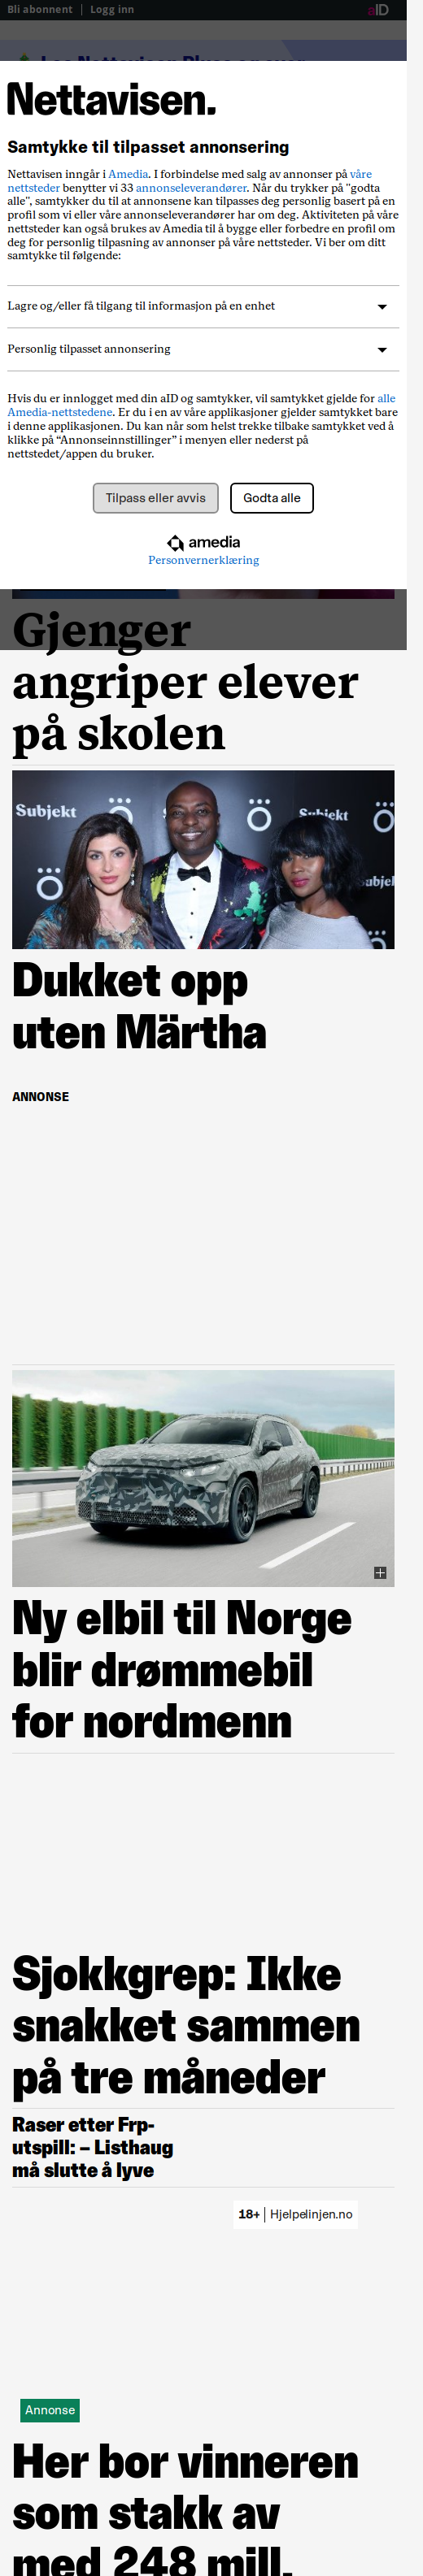 Bli abonnent | Logg inn
aID
Nettavisen.
Samtykke til tilpasset annonsering
Nettavisen inngår i Amedia. I forbindelse med salg av annonser på våre
nettsteder benytter vi 33 annonseleverandører. Når du trykker på "godta
alle", samtykker du til at annonsene kan tilpasses deg personlig basert på en
profil som vi eller våre annonseleverandører har om deg. Aktiviteten på våre
nettsteder kan også brukes av Amedia til å bygge eller forbedre en profil om
deg for personlig tilpasning av annonser på våre nettsteder. Vi ber om ditt
samtykke til følgende:
Lagre og/eller få tilgang til informasjon på en enhet
Personlig tilpasset annonsering
Hvis du er innlogget med din aID og samtykker, vil samtykket gjelde for alle
Amedia-nettstedene. Er du i en av våre applikasjoner gjelder samtykket bare
i denne applikasjonen. Du kan når som helst trekke tilbake samtykket ved å
klikke på “Annonseinnstillinger” i menyen eller nederst på
nettstedet/appen du bruker.
Tilpass eller avvis
Godta alle
amedia
Personvernerklæring
Gjenger
angriper elever
på skolen
Subjekt
Subjekt
Dukket opp
uten Märtha
ANNONSE
Ny elbil til Norge
blir drømmebil
for nordmenn
Sjokkgrep: Ikke
snakket sammen
på tre måneder
Raser etter Frp-
utspill: – Listhaug
må slutte å lyve
18+ | Hjelpelinjen.no
Annonse
Her bor vinneren
som stakk av
med 248 mill.